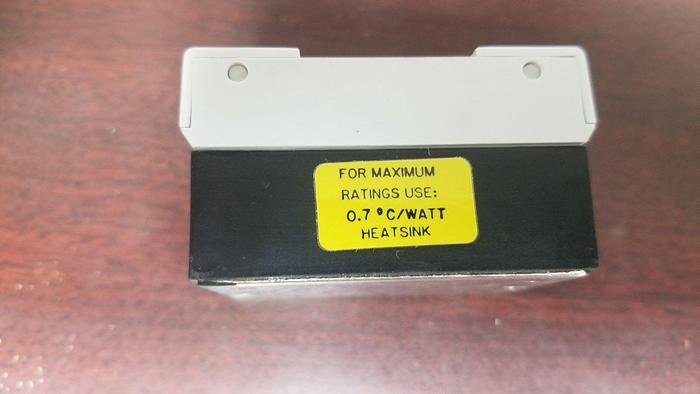 FOR MAXIMUM
RATINGS USE:
0.7 °C/WATT
HEATSINK